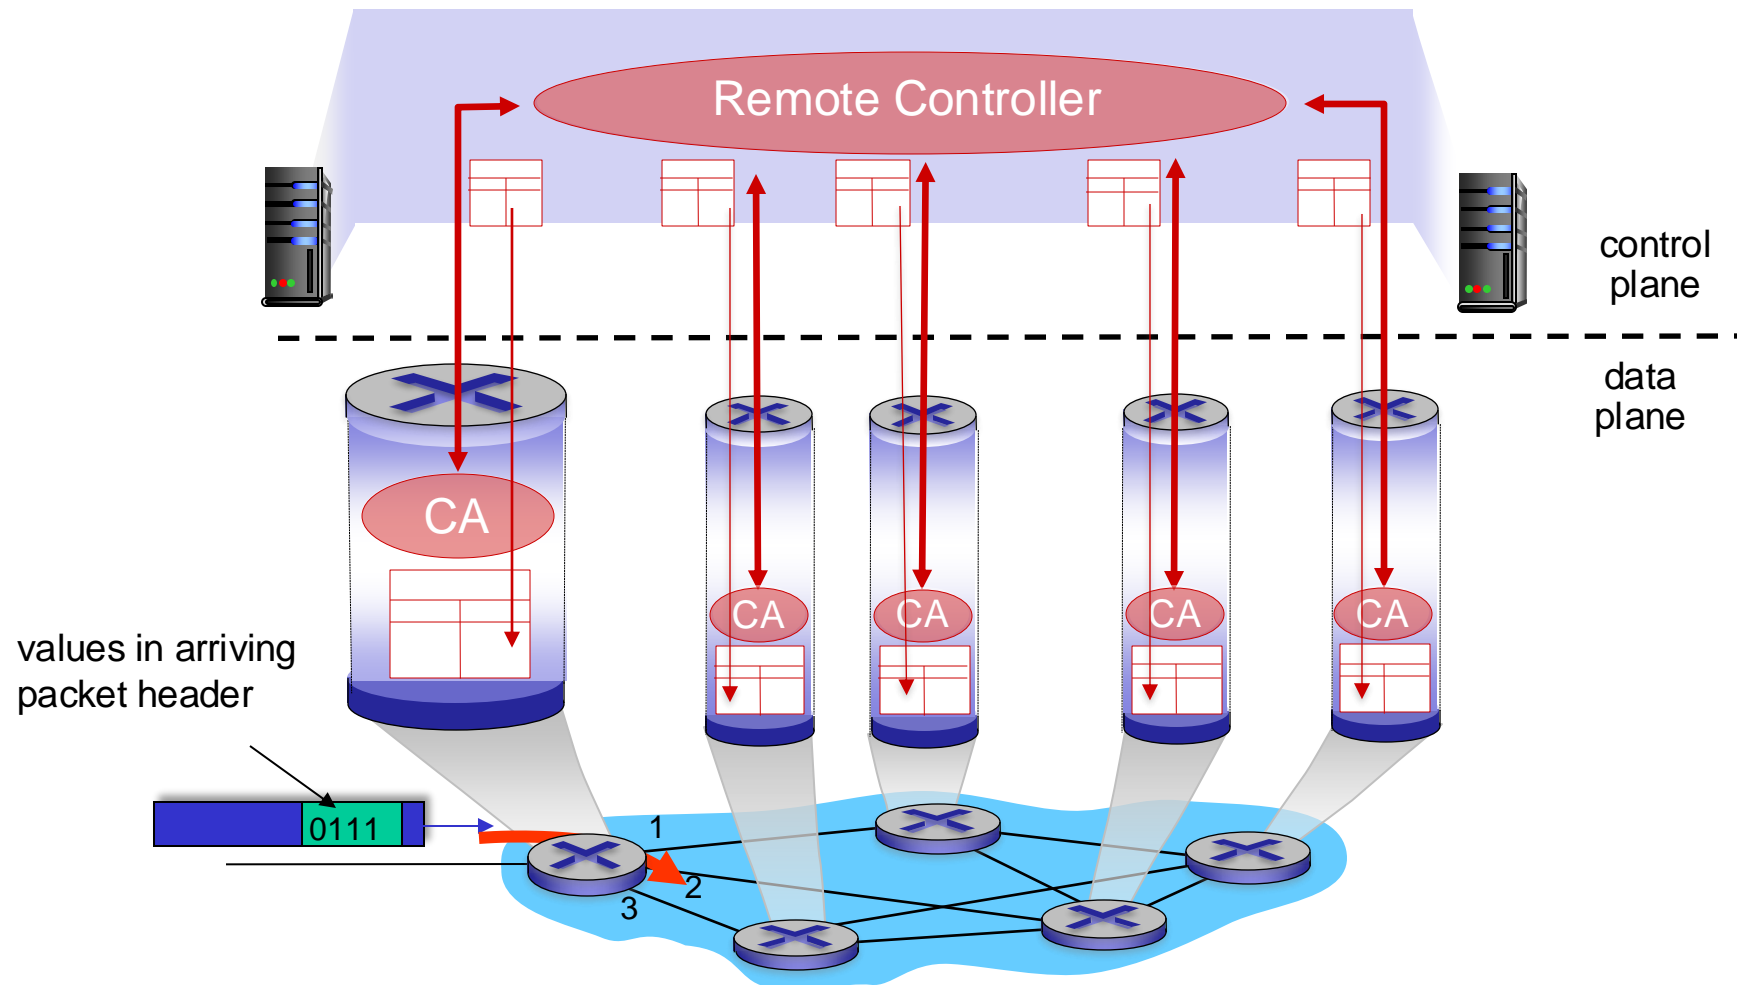 Remote Controller
control
plane
data
plane
CA
CA
CA
CA
CA
values in arriving
packet header
0111
1
2
3